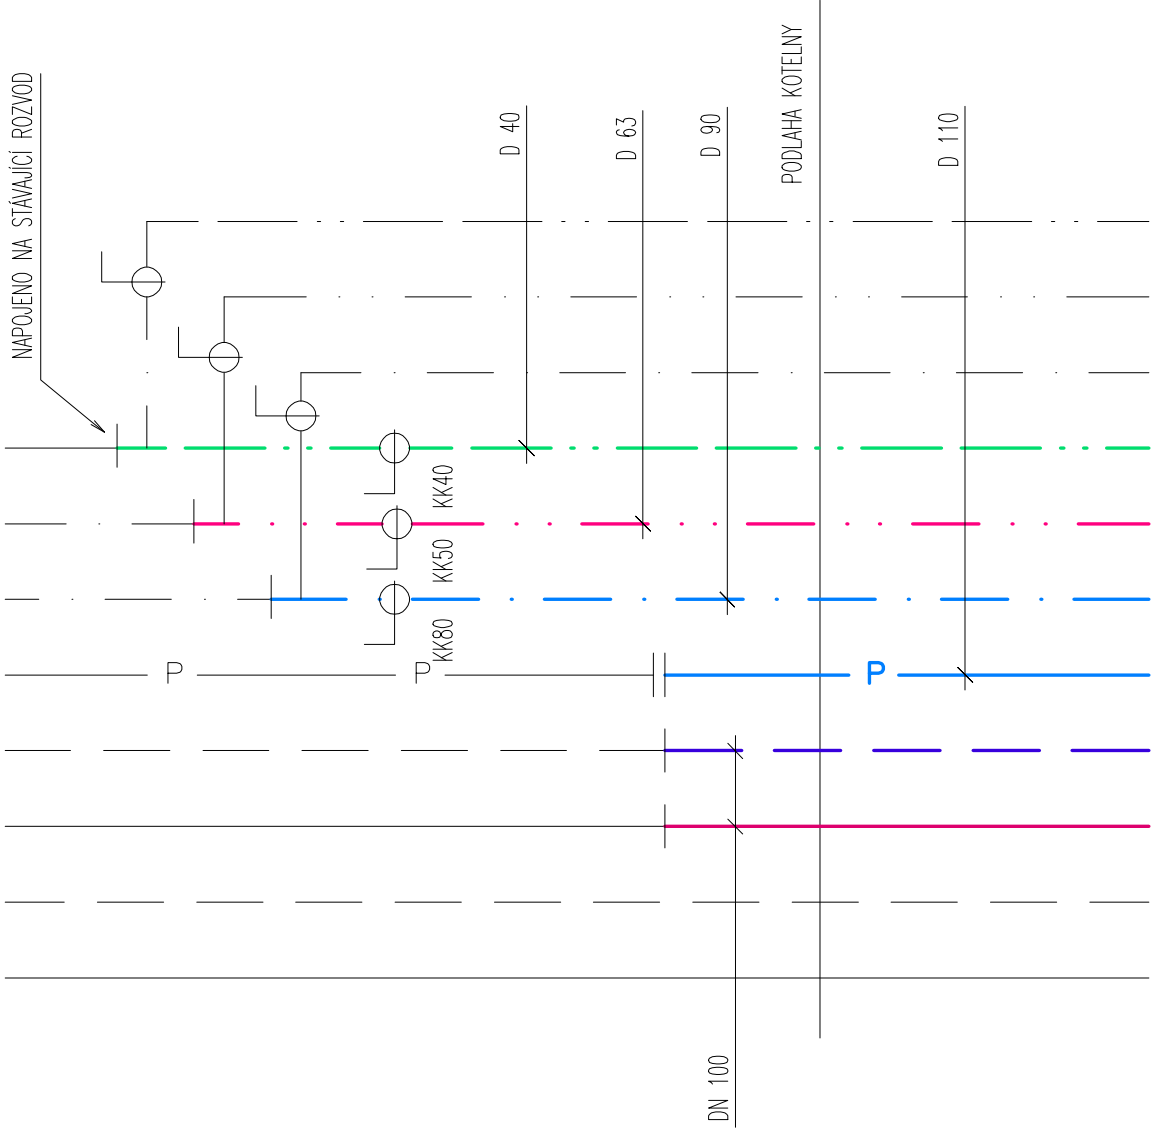 NAPOJENO NA STÁVAJÍCÍ ROZVOD
D 40
D 63
D 90
PODLAHA KOTELNY
D 110
KK40
KK50
KK80
P
P
P
DN 100